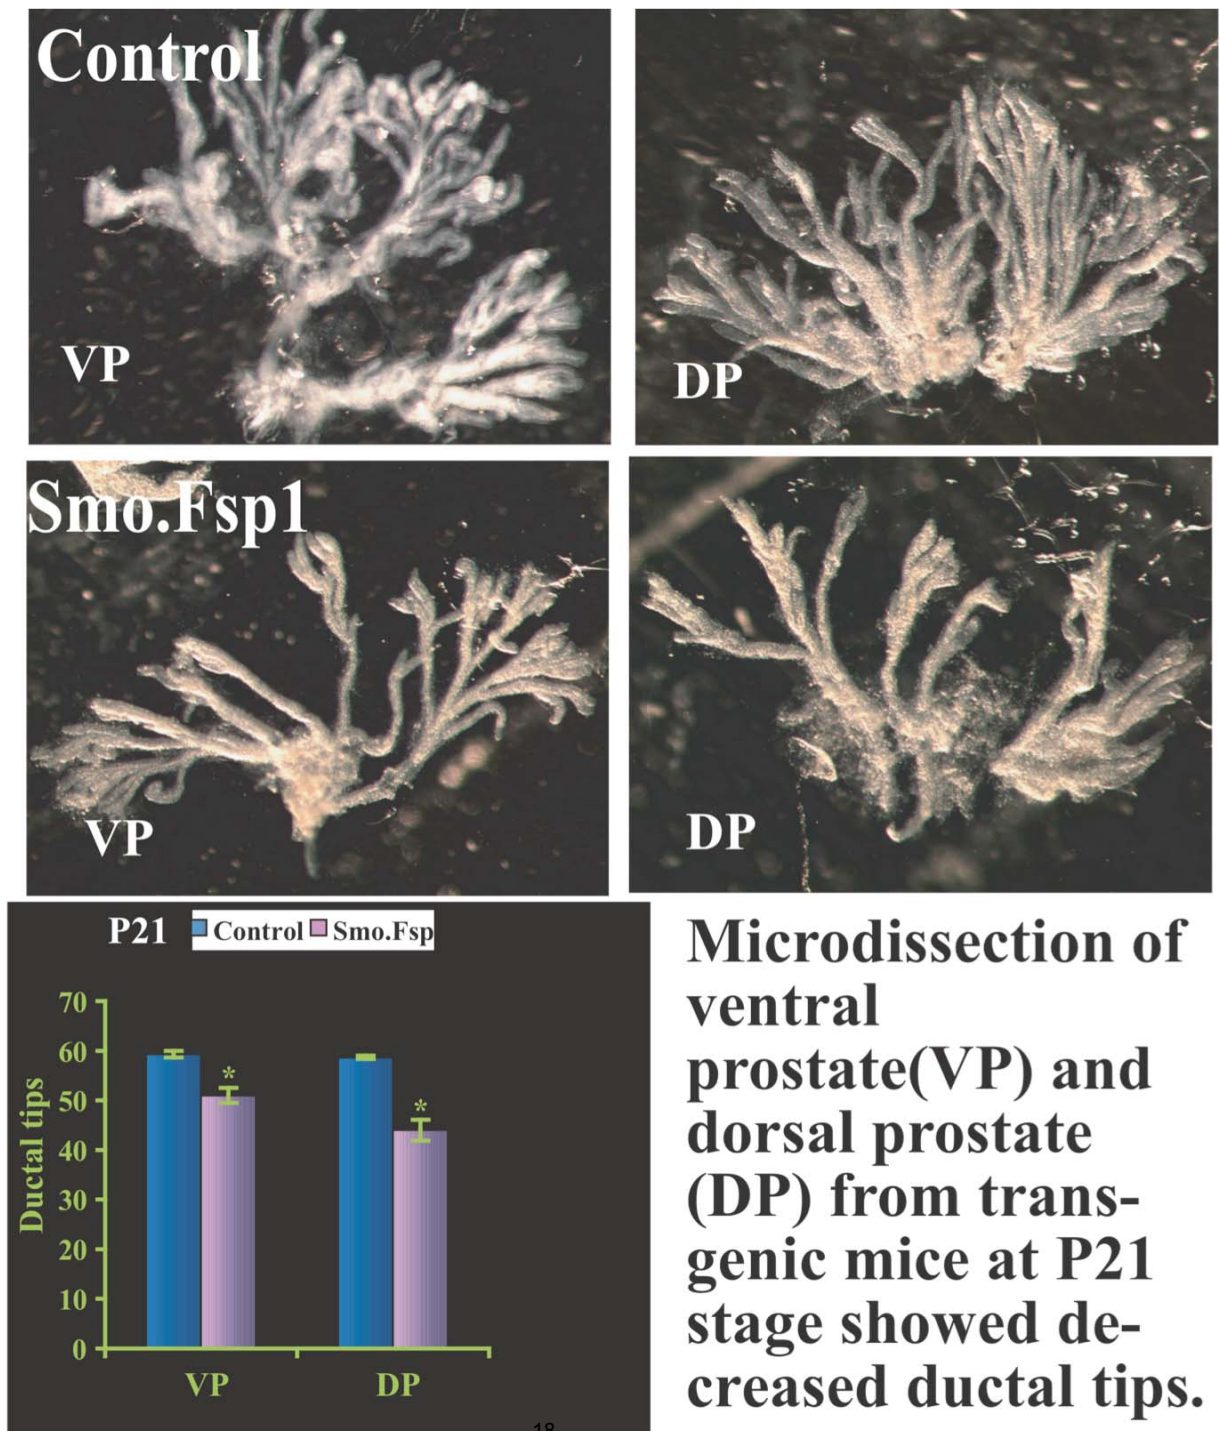 Control
VP
DP
Smo.Fsp1
VP
DP
P21 Control Smo.Fsp
70
60
50
40
30
20
10
0
Ductal tips
*
*
VP DP
Microdissection of
ventral
prostate(VP) and
dorsal prostate
(DP) from trans-
genic mice at P21
stage showed de-
creased ductal tips.
18